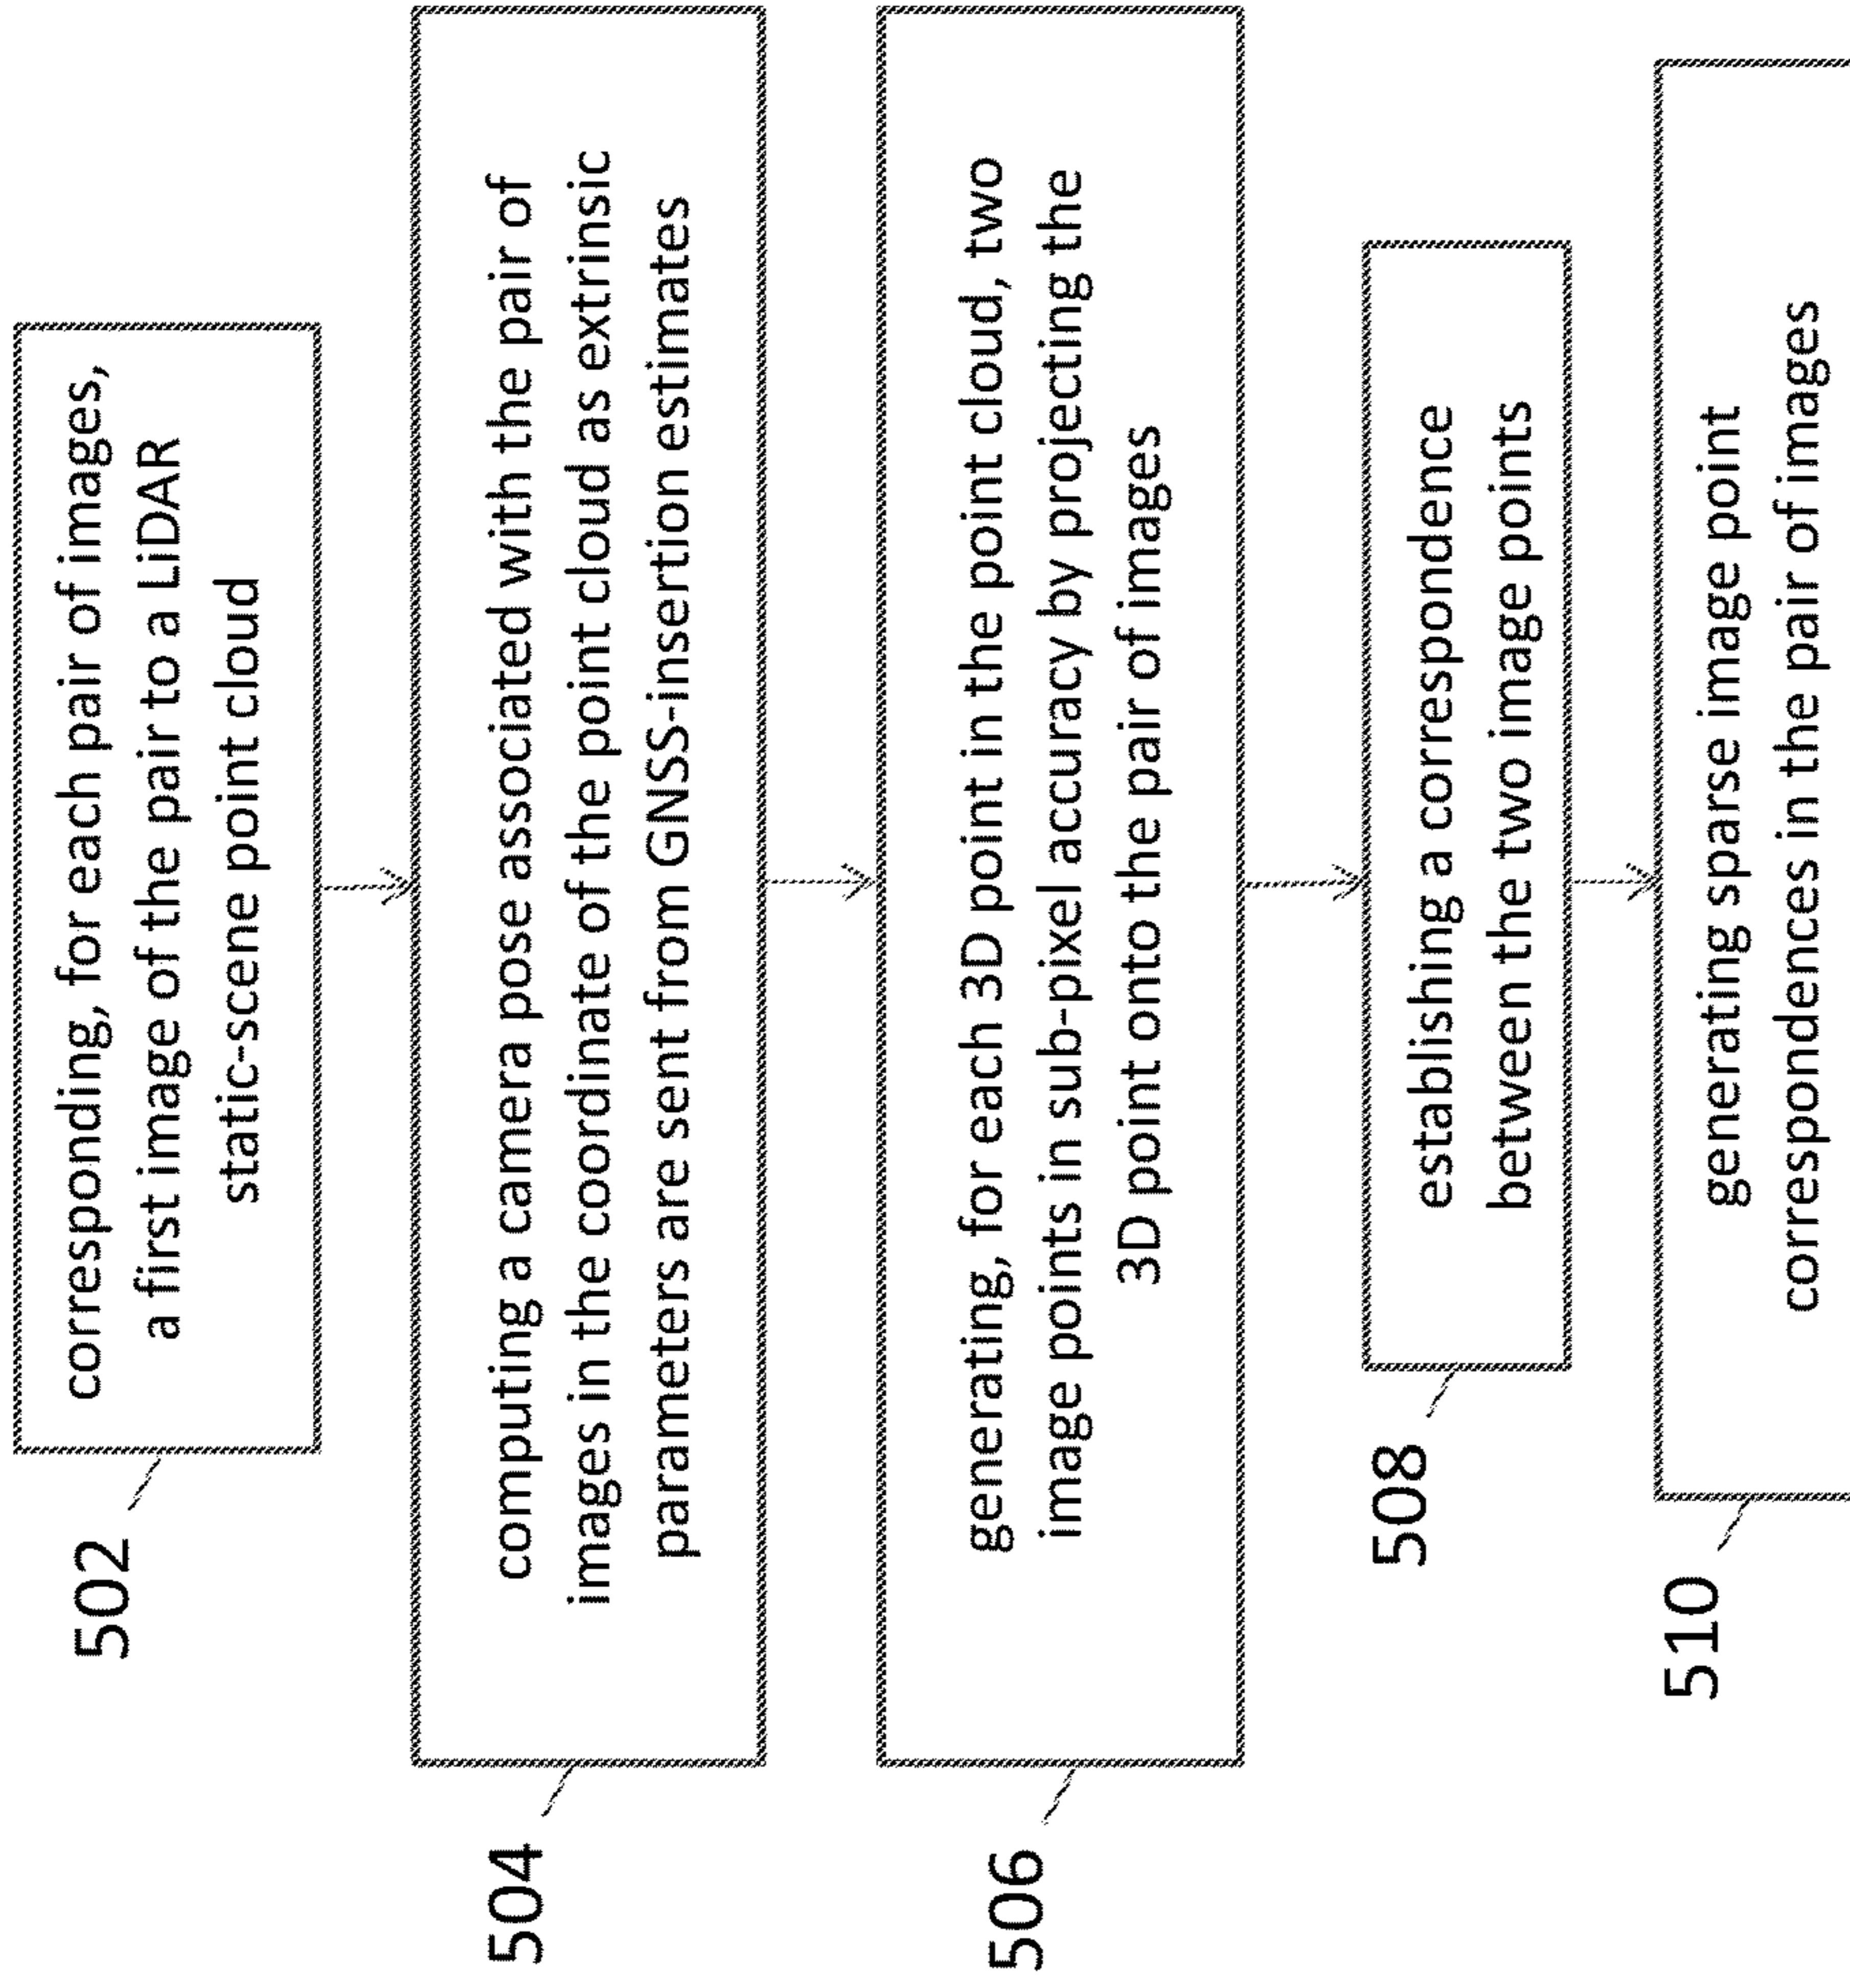 502
corresponding, for each pair of images,
a first image of the pair to a LiDAR
static-scene point cloud
504
computing a camera pose associated with the pair of
images in the coordinate of the point cloud as extrinsic
parameters are sent from GNSS-insertion estimates
506
generating, for each 3D point in the point cloud, two
image points in sub-pixel accuracy by projecting the
3D point onto the pair of images
508
establishing a correspondence
between the two image points
510
generating sparse image point
correspondences in the pair of images